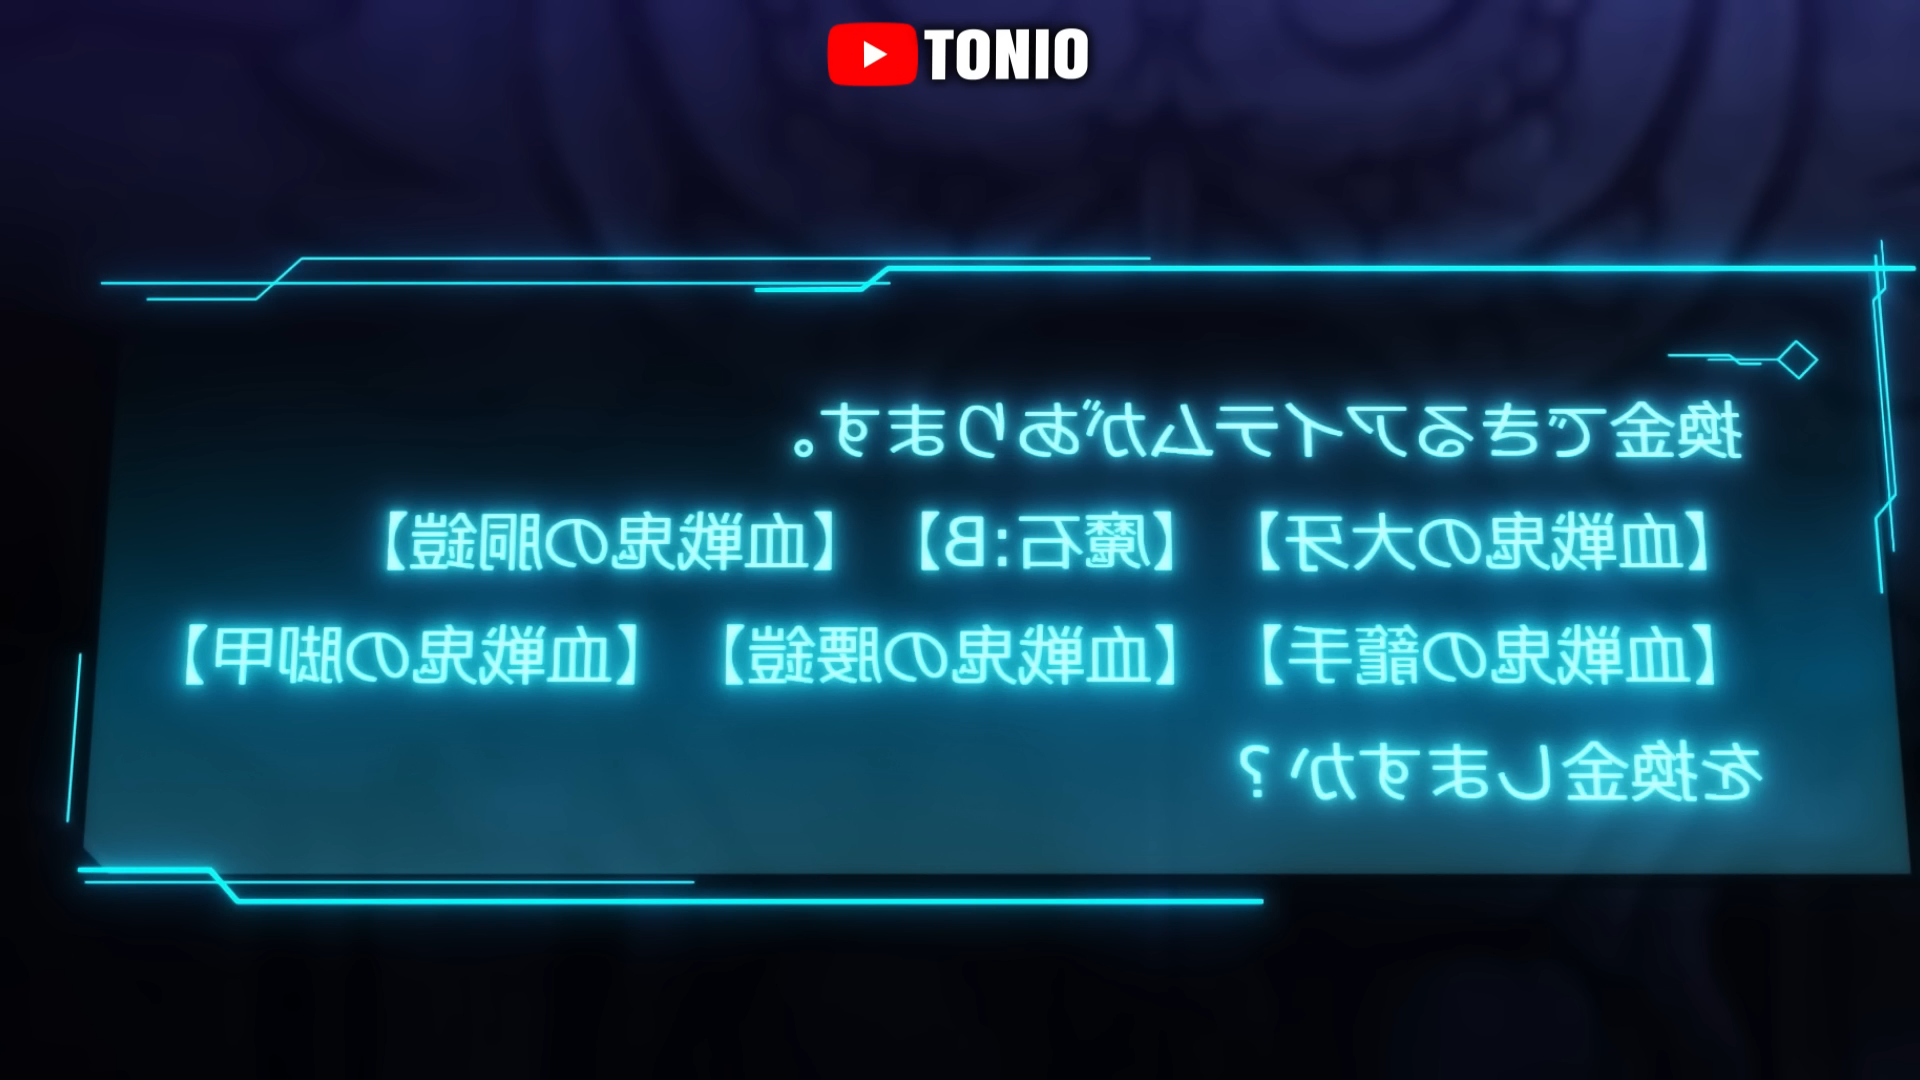 TONIO
換金できるアイテムがあります。
【血戦鬼の大牙】 【魔石:B】 【血戦鬼の胴鎧】
【血戦鬼の籠手】 【血戦鬼の腰鎧】 【血戦鬼の脚甲】
を換金しますか？